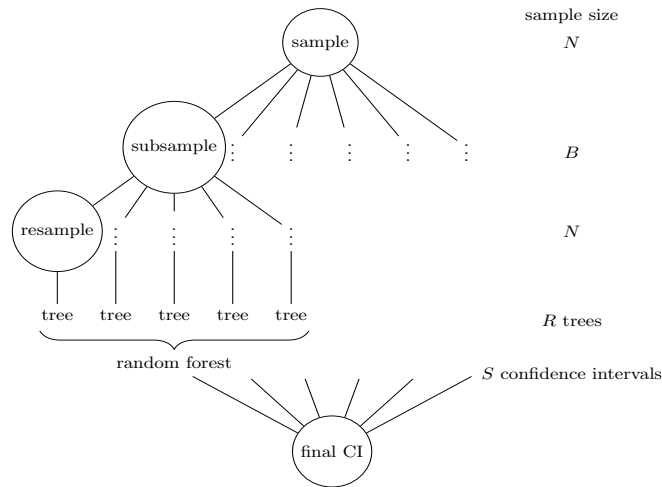 sample size
sample
N
subsample
B
resample
N
tree tree tree tree tree
R trees
random forest
S confidence intervals
final CI